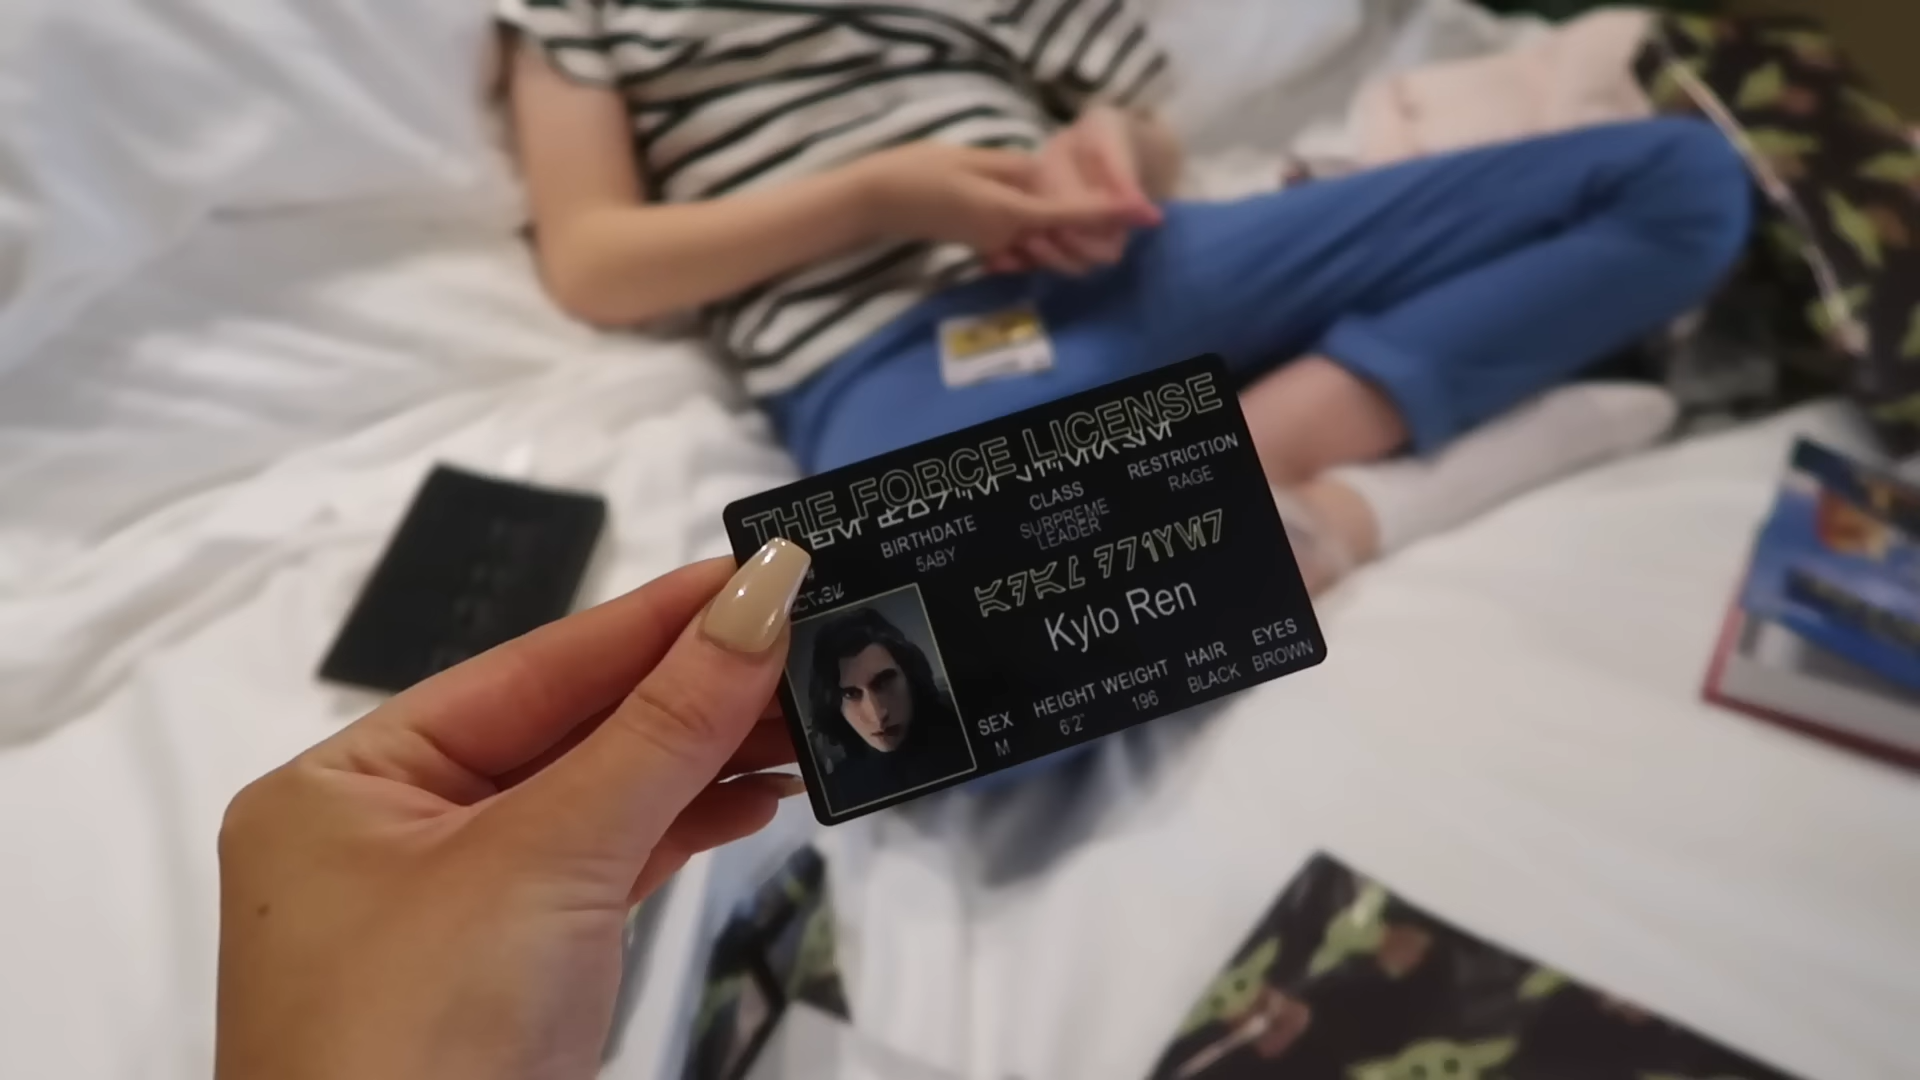 THE FORCE LICENSE
BIRTHDATE CLASS RESTRICTION
5ABY SURPREME LEADER RAGE
Kylo Ren
SEX HEIGHT WEIGHT HAIR EYES
M 6'2" 196 BLACK BROWN